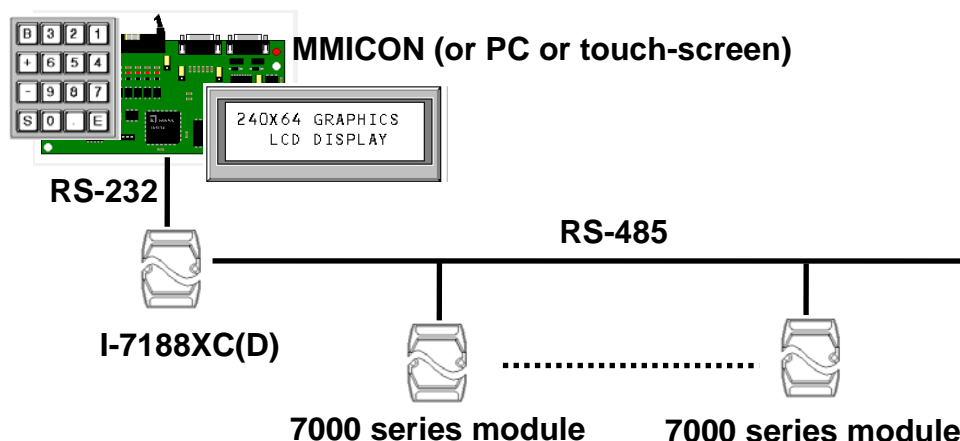 B 3 2 1
+ 6 5 4
- 9 8 7
S 0 . E
MMICON (or PC or touch-screen)
240X64 GRAPHICS
LCD DISPLAY
RS-232
RS-485
I-7188XC(D)
7000 series module
7000 series module